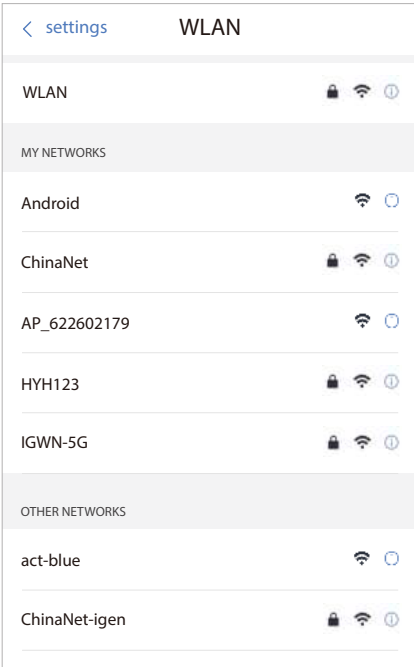 settings WLAN
WLAN
MY NETWORKS
Android
ChinaNet
AP_622602179
HYH123
IGWN-5G
OTHER NETWORKS
act-blue
ChinaNet-igen